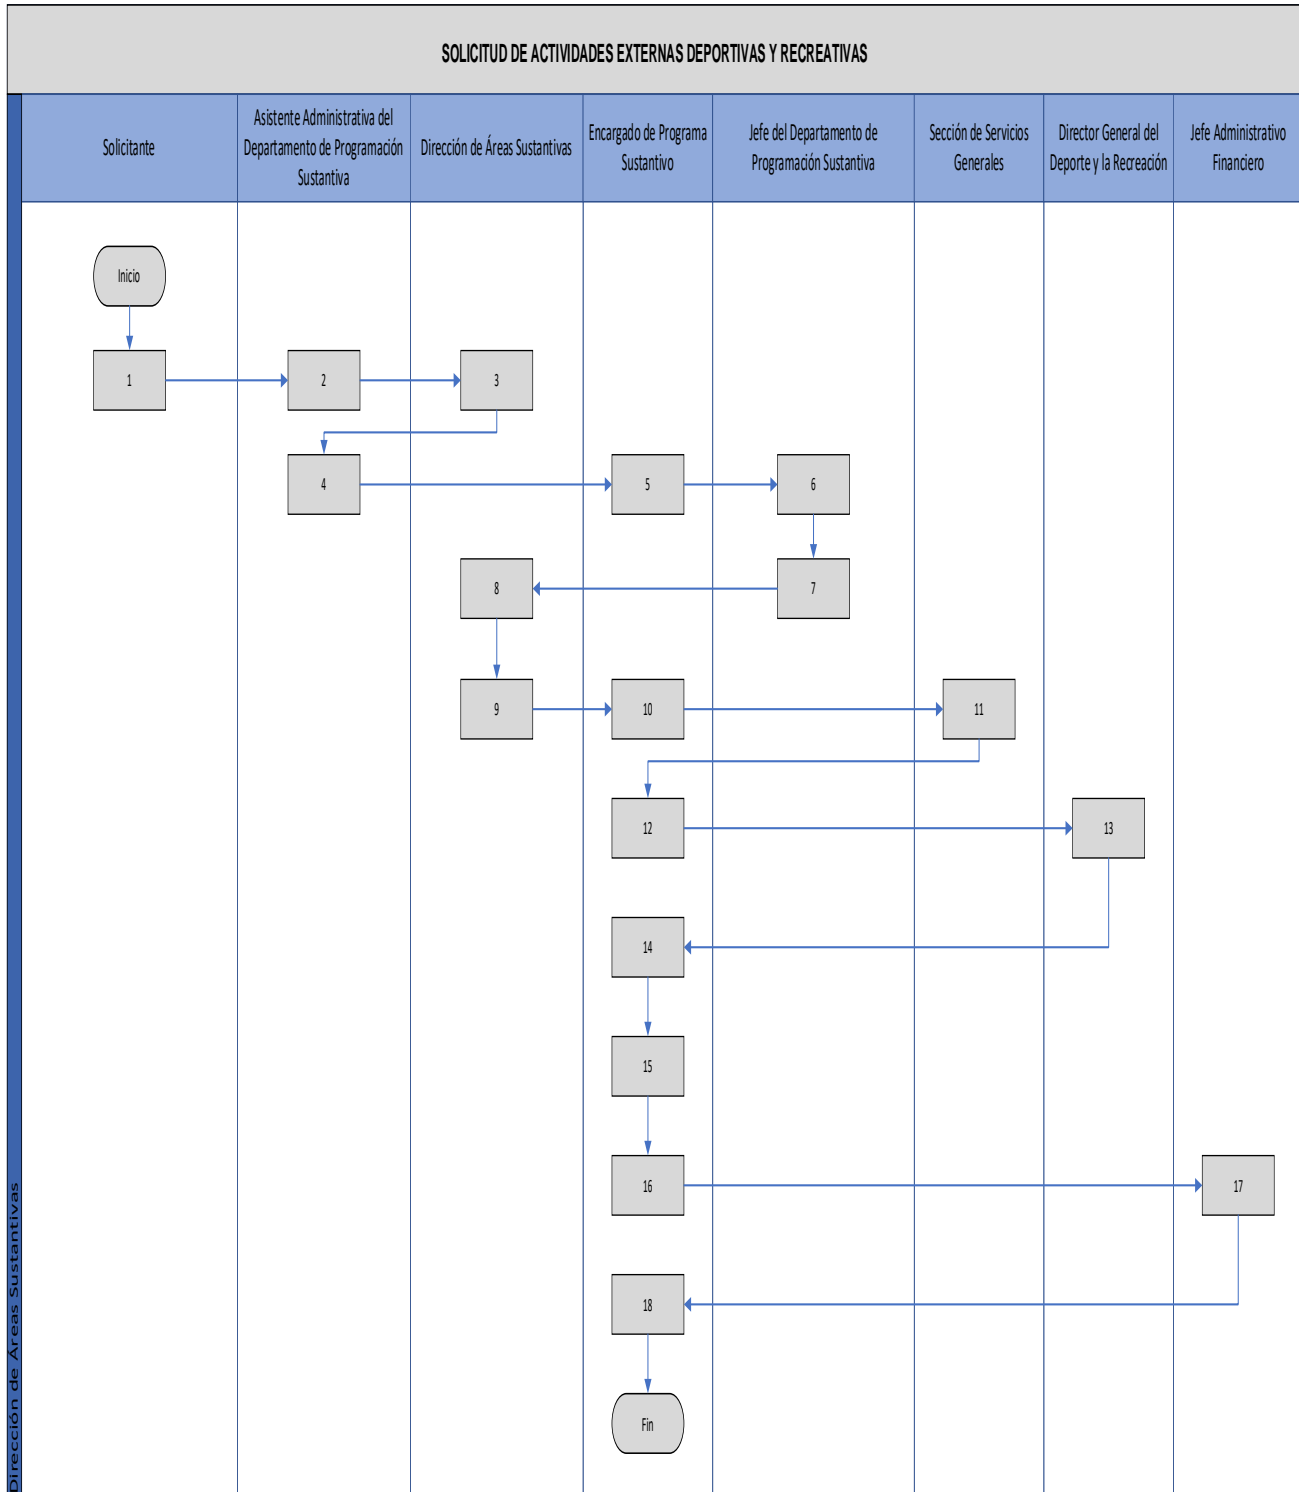 SOLICITUD DE ACTIVIDADES EXTERNAS DEPORTIVAS Y RECREATIVAS
Solicitante
Asistente Administrativa del
Departamento de Programación
Sustantiva
Dirección de Áreas Sustantivas
Encargado de Programa
Sustantivo
Jefe del Departamento de
Programación Sustantiva
Sección de Servicios
Generales
Director General del
Deporte y la Recreación
Jefe Administrativo
Financiero
Inicio
1
2
3
4
5
6
8
7
9
10
11
12
13
14
15
16
17
18
Fin
Dirección de Áreas Sustantivas